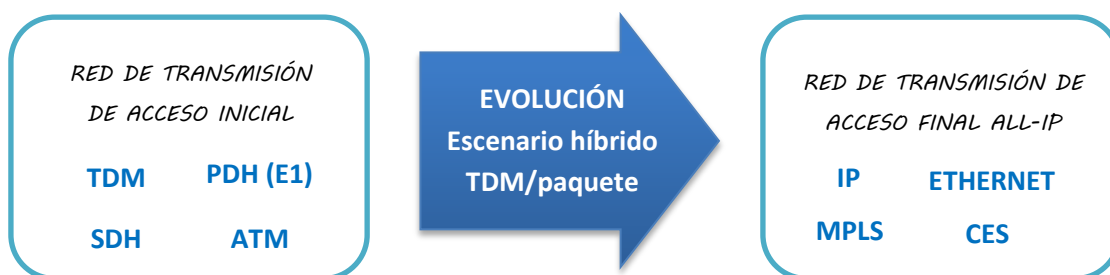 RED DE TRANSMISIÓN
DE ACCESO INICIAL
TDM PDH (E1)
SDH ATM
EVOLUCIÓN
Escenario híbrido
TDM/paquete
RED DE TRANSMISIÓN DE
ACCESO FINAL ALL-IP
IP ETHERNET
MPLS CES